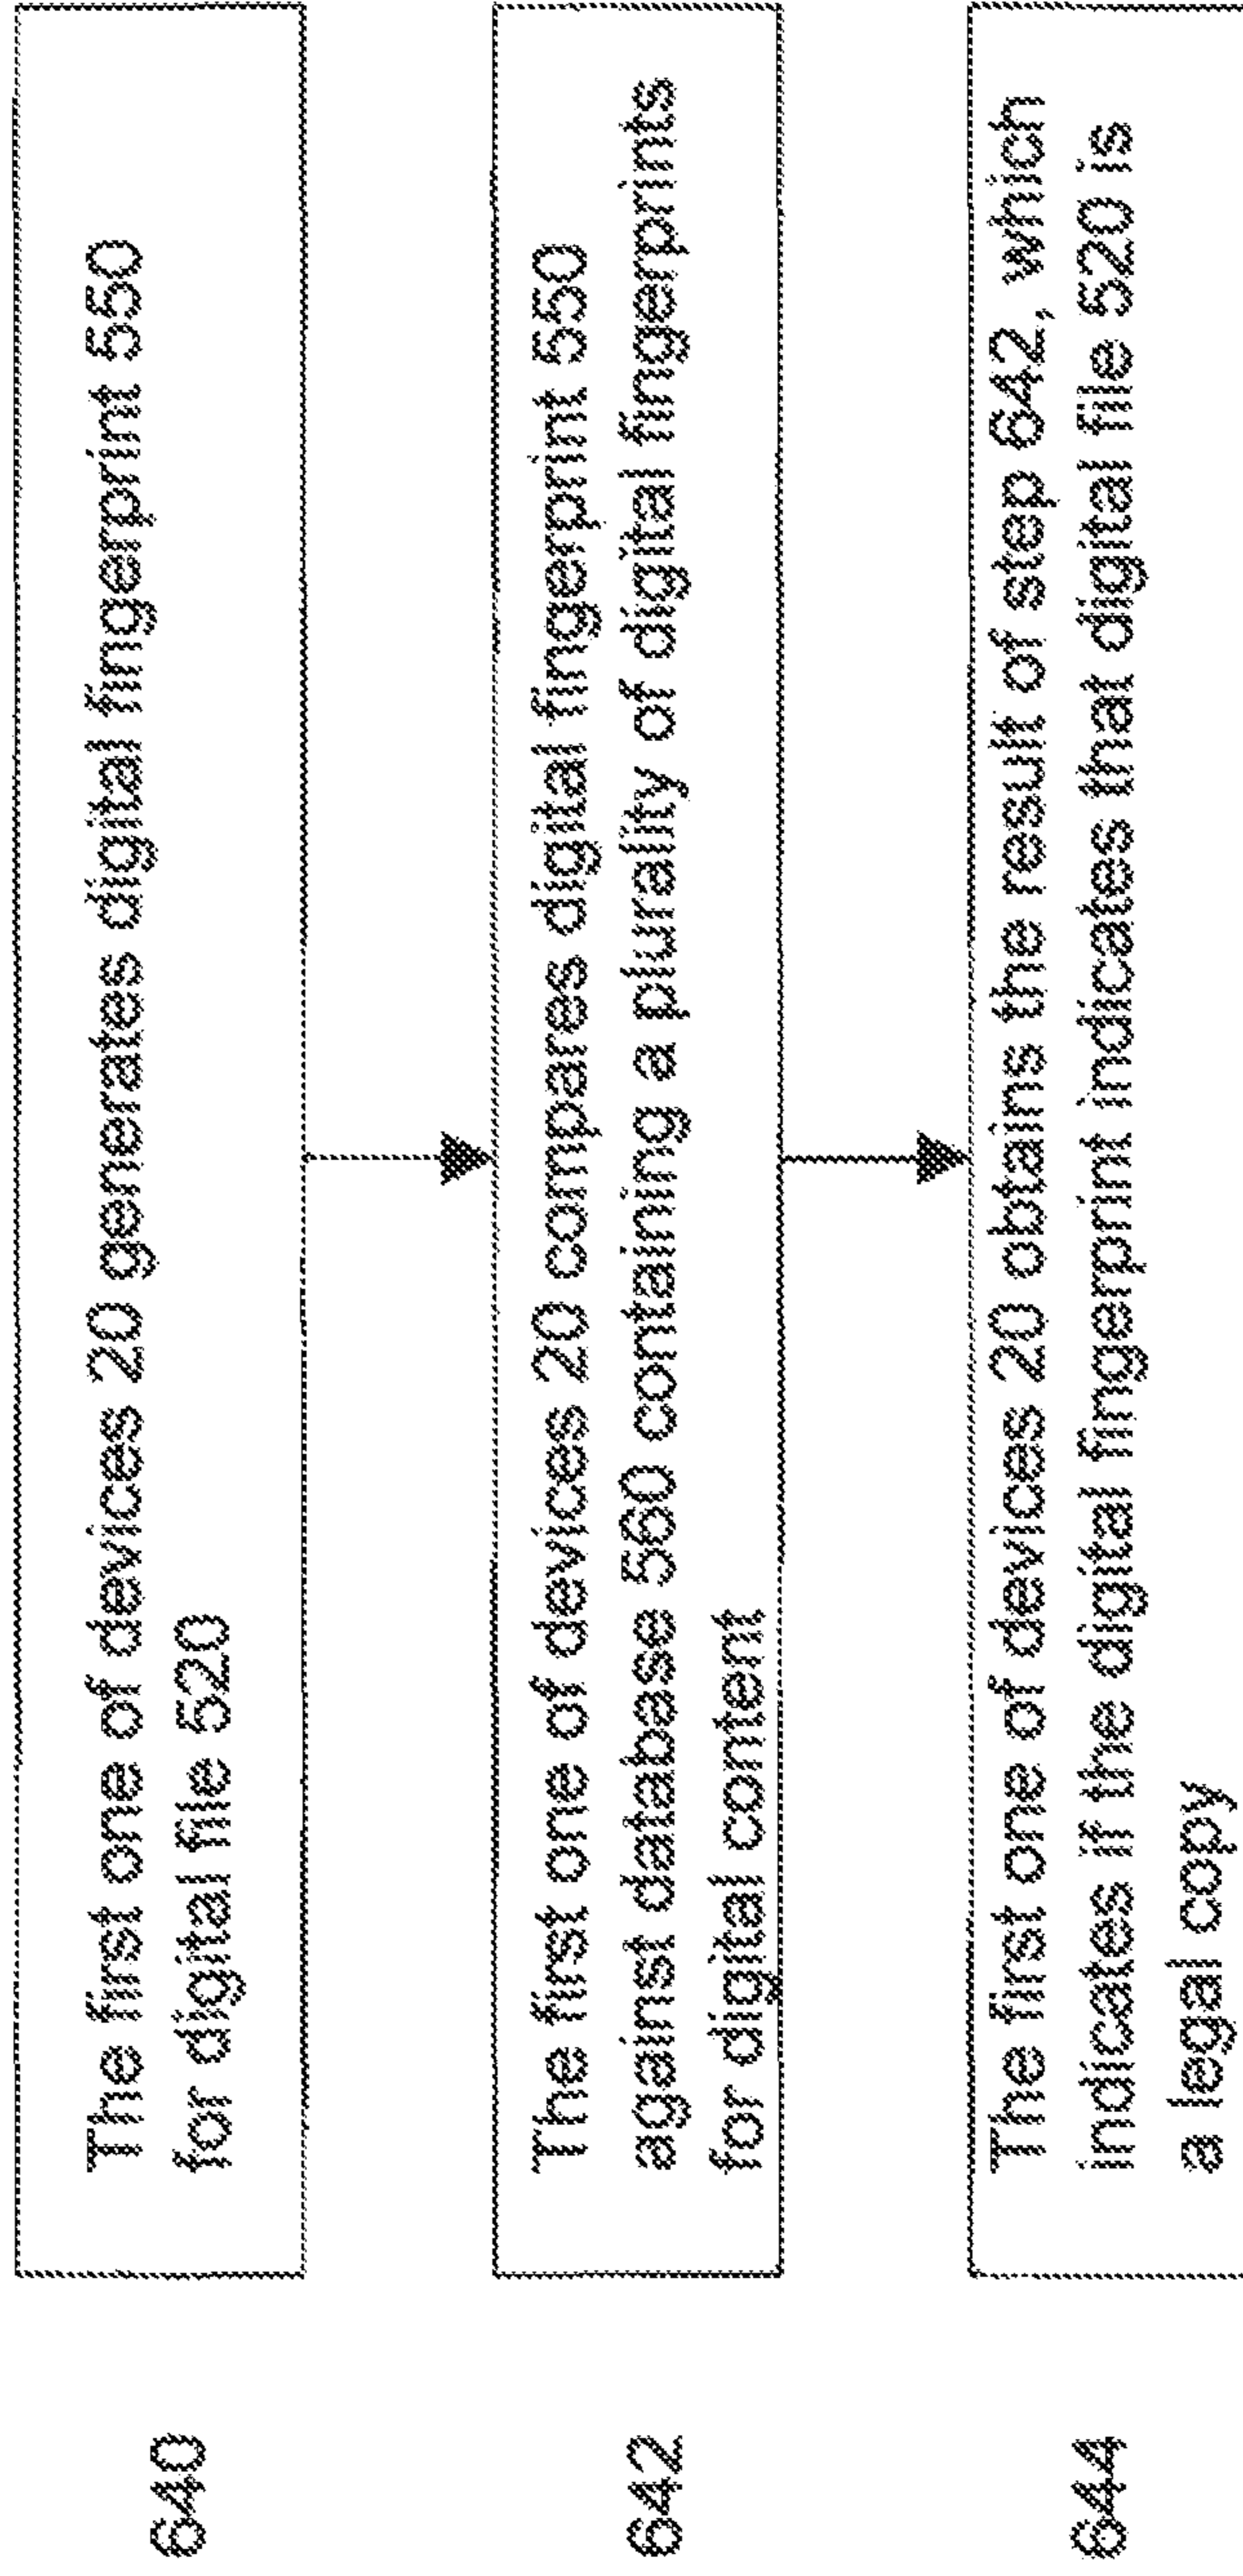 640
The first one of devices 20 generates digital fingerprint 550
for digital file 520
642
The first one of devices 20 compares digital fingerprint 550
against database 560 containing a plurality of digital fingerprints
for digital content
644
The first one of devices 20 obtains the result of step 642, which
indicates if the digital fingerprint indicates that digital file 520 is
a legal copy